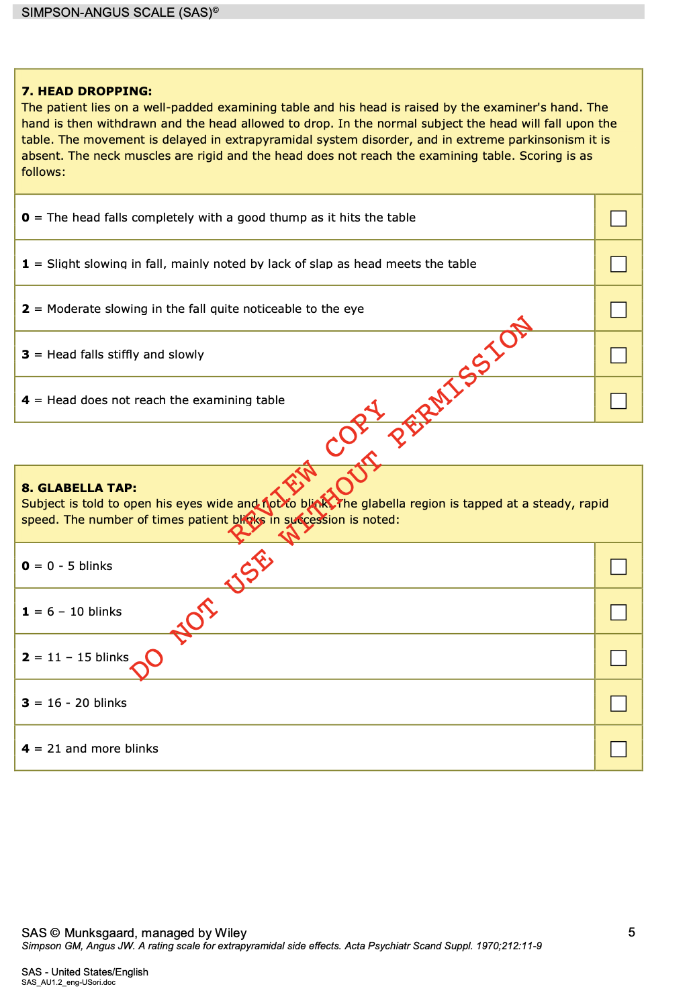 SIMPSON-ANGUS SCALE (SAS)©
7. HEAD DROPPING:
The patient lies on a well-padded examining table and his head is raised by the examiner's hand. The
hand is then withdrawn and the head allowed to drop. In the normal subject the head will fall upon the
table. The movement is delayed in extrapyramidal system disorder, and in extreme parkinsonism it is
absent. The neck muscles are rigid and the head does not reach the examining table. Scoring is as
follows:
0 = The head falls completely with a good thump as it hits the table
1 = Slight slowing in fall, mainly noted by lack of slap as head meets the table
2 = Moderate slowing in the fall quite noticeable to the eye
3 = Head falls stiffly and slowly
4 = Head does not reach the examining table
REVIEW COPY
DO NOT USE WITHOUT PERMISSION
8. GLABELLA TAP:
Subject is told to open his eyes wide and not to blink. The glabella region is tapped at a steady, rapid
speed. The number of times patient blinks in succession is noted:
0 = 0 - 5 blinks
1 = 6 – 10 blinks
2 = 11 – 15 blinks
3 = 16 - 20 blinks
4 = 21 and more blinks
SAS © Munksgaard, managed by Wiley
5
Simpson GM, Angus JW. A rating scale for extrapyramidal side effects. Acta Psychiatr Scand Suppl. 1970;212:11-9
SAS - United States/English
SAS_AU1.2_eng-USori.doc